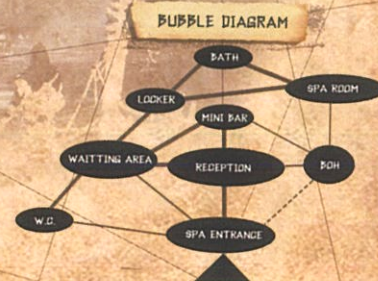 BUBBLE DIAGRAM
BATH
SPA ROOM
LOCKER
MINI BAR
WAITTING AREA
RECEPTION
BOH
W.C.
SPA ENTRANCE